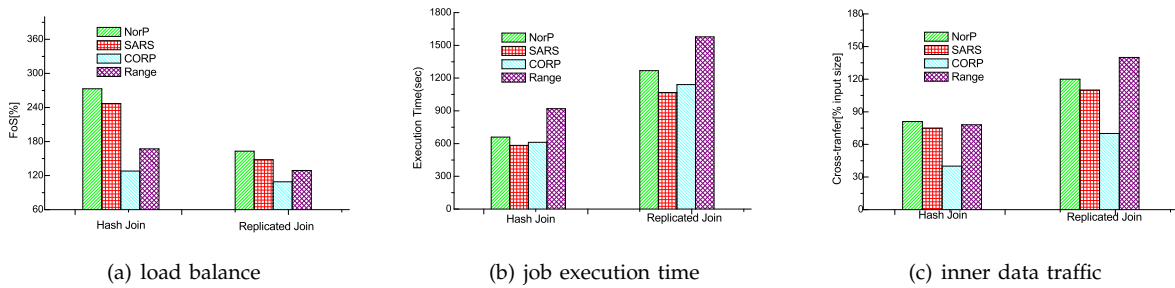 360
300
240
180
120
60
FoS[%]
NorP
SARS
CORP
Range
Hash Join
Replicated Join
(a) load balance
1800
1500
1200
900
600
300
0
Execution Time(sec)
NorP
SARS
CORP
Range
Hash Join
Replicated Join
(b) job execution time
180
150
120
90
60
30
0
Cross-tranfer[% input size]
NorP
SARS
CORP
Range
Hash Join
Replicated Join
(c) inner data traffic